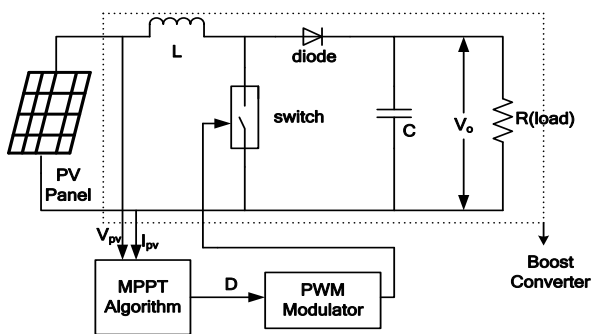 L
diode
switch
C
Vo
R(load)
PV
Panel
Vpv
Ipv
Boost
Converter
MPPT
Algorithm
D
PWM
Modulator